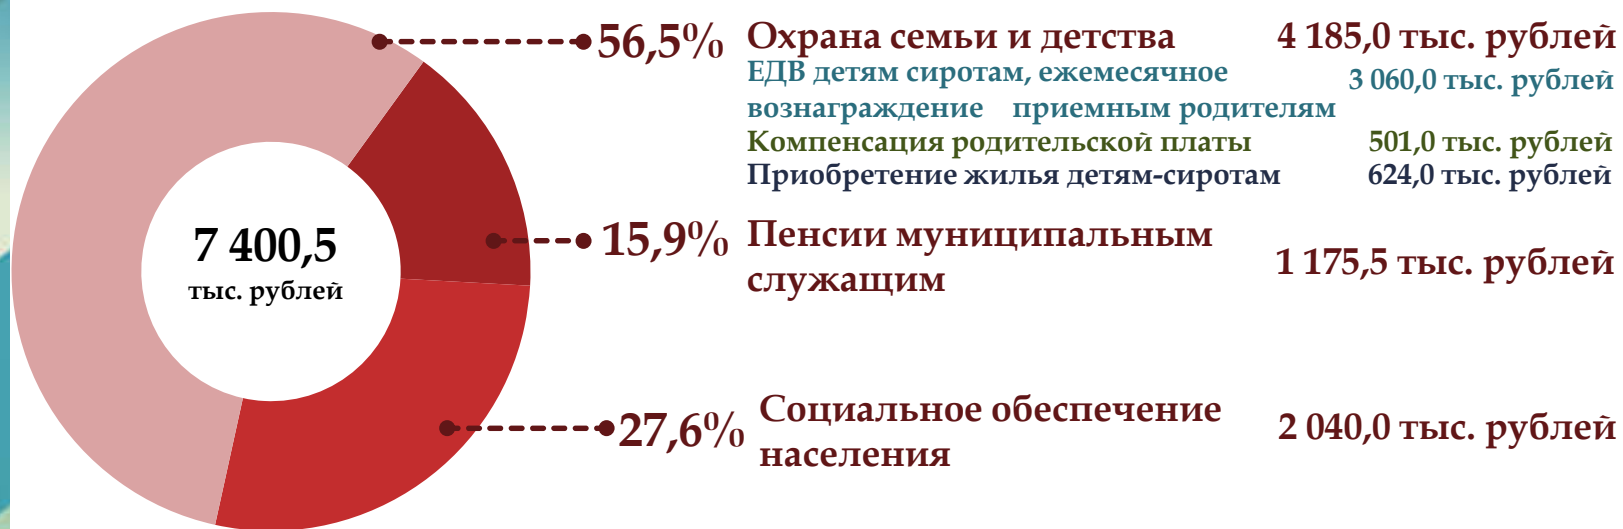 7 400,5
тыс. рублей
56,5% Охрана семьи и детства 4 185,0 тыс. рублей
ЕДВ детям сиротам, ежемесячное 3 060,0 тыс. рублей
вознаграждение приемным родителям
Компенсация родительской платы 501,0 тыс. рублей
Приобретение жилья детям-сиротам 624,0 тыс. рублей
15,9% Пенсии муниципальным
служащим 1 175,5 тыс. рублей
27,6% Социальное обеспечение
населения 2 040,0 тыс. рублей